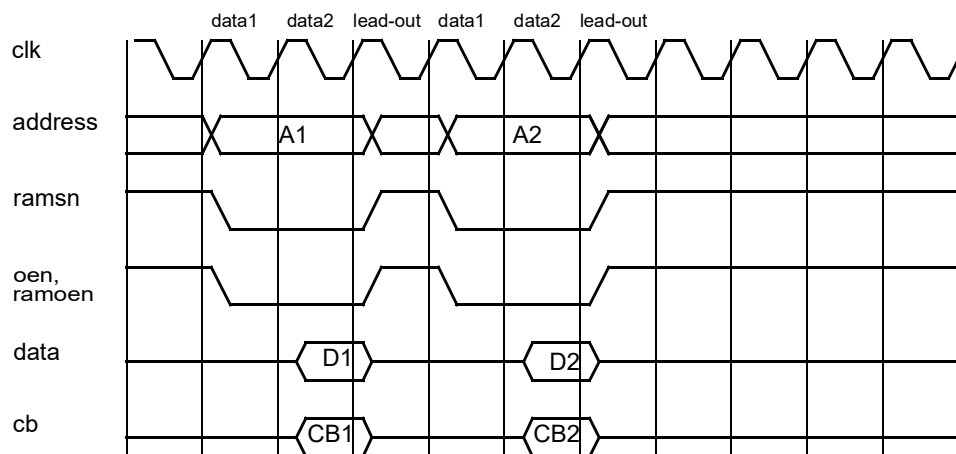 data1 data2 lead-out data1 data2 lead-out
clk
address A1 A2
ramsn
oen,
ramoen
data D1 D2
cb CB1 CB2